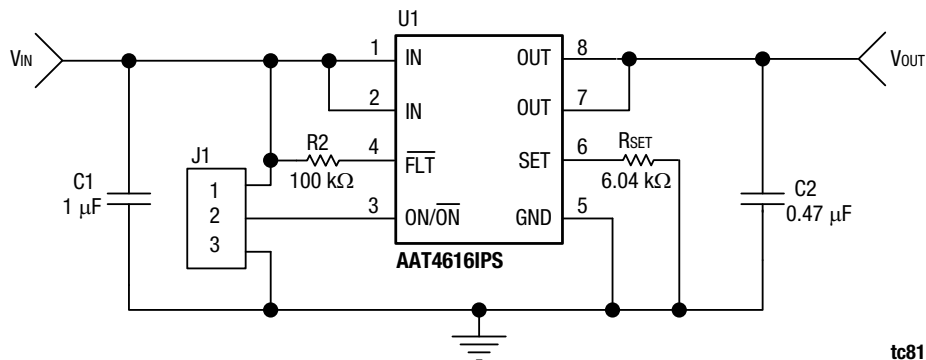 U1
VIN
1
IN
OUT
8
VOUT
2
IN
OUT
7
R2
100 kΩ
4
FLT
SET
6
RSET
6.04 kΩ
J1
1
2
3
3
ON/ON
GND
5
C1
1 μF
C2
0.47 μF
AAT4616IPS
tc81